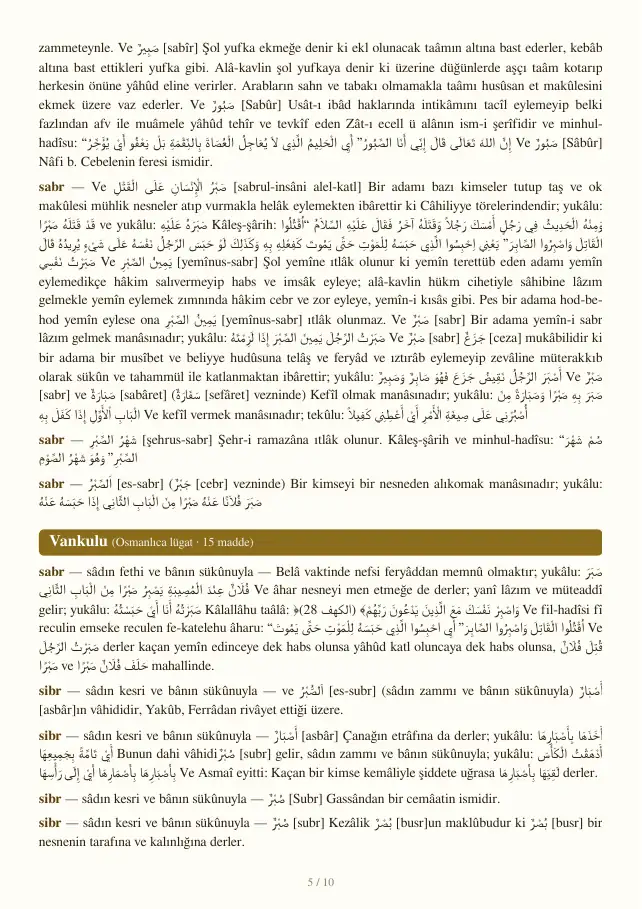 zammeteynle. Ve صَبِيرٌ [sabîr] Şol yufka ekmeğe denir ki ekl olunacak taâmın altına bast ederler, kebâb
altına bast ettikleri yufka gibi. Alâ-kavlin şol yufkaya denir ki üzerine düğünlerde aşçı taâm kotarıp
herkesin önüne yâhûd eline verirler. Arabların sahn ve tabakı olmamakla taâmı husûsan et makûlesini
ekmek üzere vaz ederler. Ve صَبُورٌ [Sabûr] Usât-ı ibâd haklarında intikâmını tacîl eylemeyip belki
fazlından afv ile muâmele yâhûd tehîr ve tevkîf eden Zât-ı ecell ü alânın ism-i şerîfidir ve minhul-
hadîsu: “إِنَّ اللهَ تَعَالَى قَالَ إِنِّي أَنَا الصَّبُورُ” أَيِ الْحَلِيمُ الَّذِي لاَ يُعَاجِلُ الْعُصَاةَ بِالنِّقْمَةِ بَلْ يَعْفُو أَيْ يُؤَخِّرُ Ve صَبُورٌ [Sâbûr]
Nâfi b. Cebelenin feresi ismidir.
sabr — Ve صَبْرُ الْإِنْسَانِ عَلَى الْقَتْلِ [sabrul-insâni alel-katl] Bir adamı bazı kimseler tutup taş ve ok
makûlesi mühlik nesneler atıp vurmakla helâk eylemekten ibârettir ki Câhiliyye törelerindendir; yukâlu:
قَدْ قَتَلَهُ صَبْرًا ve yukâlu: صَبَرَهُ عَلَيْهِ Kâleş-şârih: وَمِنْهُ الْحَدِيثُ فِي رَجُلٍ أَمْسَكَ رَجُلاً وَقَتَلَهُ آخَرُ فَقَالَ عَلَيْهِ السَّلاَمُ “اُقْتُلُوا
الْقَاتِلَ وَاصْبِرُوا الصَّابِرَ” يَعْنِي اِحْبِسُوا الَّذِي حَبَسَهُ لِلْمَوْتِ حَتَّى يَمُوتَ كَفِعْلِهِ بِهِ وَكَذَلِكَ لَوْ حَبَسَ الرَّجُلُ نَفْسَهُ عَلَى شَيْءٍ يُرِيدُهُ قَالَ
صَبَرْتُ نَفْسِي Ve يَمِينُ الصَّبْرِ [yemînus-sabr] Şol yemîne ıtlâk olunur ki yemîn terettüb eden adamı yemîn
eylemedikçe hâkim salıvermeyip habs ve imsâk eyleye; alâ-kavlin hükm cihetiyle sâhibine lâzım
gelmekle yemîn eylemek zımnında hâkim cebr ve zor eyleye, yemîn-i kısâs gibi. Pes bir adam hod-be-
hod yemîn eylese ona يَمِينُ الصَّبْرِ [yemînus-sabr] ıtlâk olunmaz. Ve صَبْرٌ [sabr] Bir adama yemîn-i sabr
lâzım gelmek manâsınadır; yukâlu: صَبَرْتُ الرَّجُلَ يَمِينَ الصَّبْرِ إِذَا لَزِمَتْهُ Ve صَبْرٌ [sabr] جَزَعٌ [ceza] mukâbilidir ki
bir adama bir musîbet ve beliyye hudûsuna telâş ve feryâd ve ıztırâb eylemeyip zevâline müterakkıb
olarak sükûn ve tahammül ile katlanmaktan ibârettir; yukâlu: أَصْبَرَ الرَّجُلُ نَقِيضُ جَزَعَ فَهُوَ صَابِرٌ وَصَبِيرٌ Ve صَبْرٌ
[sabr] ve صَبَارَةٌ [sabâret] (سَفَارَةٌ [sefâret] vezninde) Kefîl olmak manâsınadır; yukâlu: صَبَرَ بِهِ صَبْرًا وَصَبَارَةً مِنَ
الْبَابِ اْلأَوَّلِ إِذَا كَفَلَ بِهِ Ve kefîl vermek manâsınadır; tekûlu: أُصْبُرْنِي عَلَى صِيغَةِ الْأَمْرِ أَيْ أَعْطِنِي كَفِيلاً
sabr — شَهْرُ الصَّبْرِ [şehrus-sabr] Şehr-i ramazâna ıtlâk olunur. Kâleş-şârih ve minhul-hadîsu: “صُمْ شَهْرَ
الصَّبْرِ” وَهُوَ شَهْرُ الصَّوْمِ
sabr — اَلصَّبْرُ [es-sabr] (جَبْرٌ [cebr] vezninde) Bir kimseyi bir nesneden alıkomak manâsınadır; yukâlu:
صَبَرَ فُلاَنًا عَنْهُ صَبْرًا مِنَ الْبَابِ الثَّانِي إِذَا حَبَسَهُ عَنْهُ
Vankulu (Osmanlıca lügat · 15 madde)
sabr — sâdın fethi ve bânın sükûnuyla — Belâ vaktinde nefsi feryâddan memnû olmaktır; yukâlu: صَبَرَ
فُلاَنٌ عِنْدَ الْمُصِيبَةِ يَصْبِرُ صَبْرًا مِنَ الْبَابِ الثَّانِي Ve âhar nesneyi men etmeğe de derler; yanî lâzım ve müteaddî
gelir; yukâlu: صَبَرْتُهُ أَنَا أَيْ حَبَسْتُهُ Kâlallâhu taâlâ: ﴿وَاصْبِرْ نَفْسَكَ مَعَ الَّذِينَ يَدْعُونَ رَبَّهُمْ﴾ (الكهف 28) Ve fil-hadîsi fî
reculin emseke reculen fe-katelehu âharu: “اُقْتُلُوا الْقَاتِلَ وَاصْبِرُوا الصَّابِرَ” أَيِ احْبِسُوا الَّذِي حَبَسَهُ لِلْمَوْتِ حَتَّى يَمُوتَ Ve
صَبَرْتُ الرَّجُلَ derler kaçan yemîn edinceye dek habs olunsa yâhûd katl oluncaya dek habs olunsa, قُتِلَ فُلاَنٌ
صَبْرًا ve حَلَفَ فُلاَنٌ صَبْرًا mahallinde.
sibr — sâdın kesri ve bânın sükûnuyla — ve اَلصُّبْرُ [es-subr] (sâdın zammı ve bânın sükûnuyla) أَصْبَارٌ
[asbâr]ın vâhididir, Yakûb, Ferrâdan rivâyet ettiği üzere.
sibr — sâdın kesri ve bânın sükûnuyla — أَصْبَارٌ [asbâr] Çanağın etrâfına da derler; yukâlu: أَخَذَهَا بِأَصْبَارِهَا
أَيْ تَامَّةً بِجَمِيعِهَا Bunun dahi vâhidi صُبْرٌ [subr] gelir, sâdın zammı ve bânın sükûnuyla; yukâlu: أَدْهَقْتُ الْكَأْسَ
بِأَصْبَارِهَا بِأَصْمَارِهَا أَيْ إِلَى رَأْسِهَا Ve Asmaî eyitti: Kaçan bir kimse kemâliyle şiddete uğrasa لَقِيَهَا بِأَصْبَارِهَا derler.
sibr — sâdın kesri ve bânın sükûnuyla — صُبْرٌ [Subr] Gassândan bir cemâatin ismidir.
sibr — sâdın kesri ve bânın sükûnuyla — صُبْرٌ [subr] Kezâlik بُصْرٌ [busr]un maklûbudur ki بُصْرٌ [busr] bir
nesnenin tarafına ve kalınlığına derler.
5 / 10